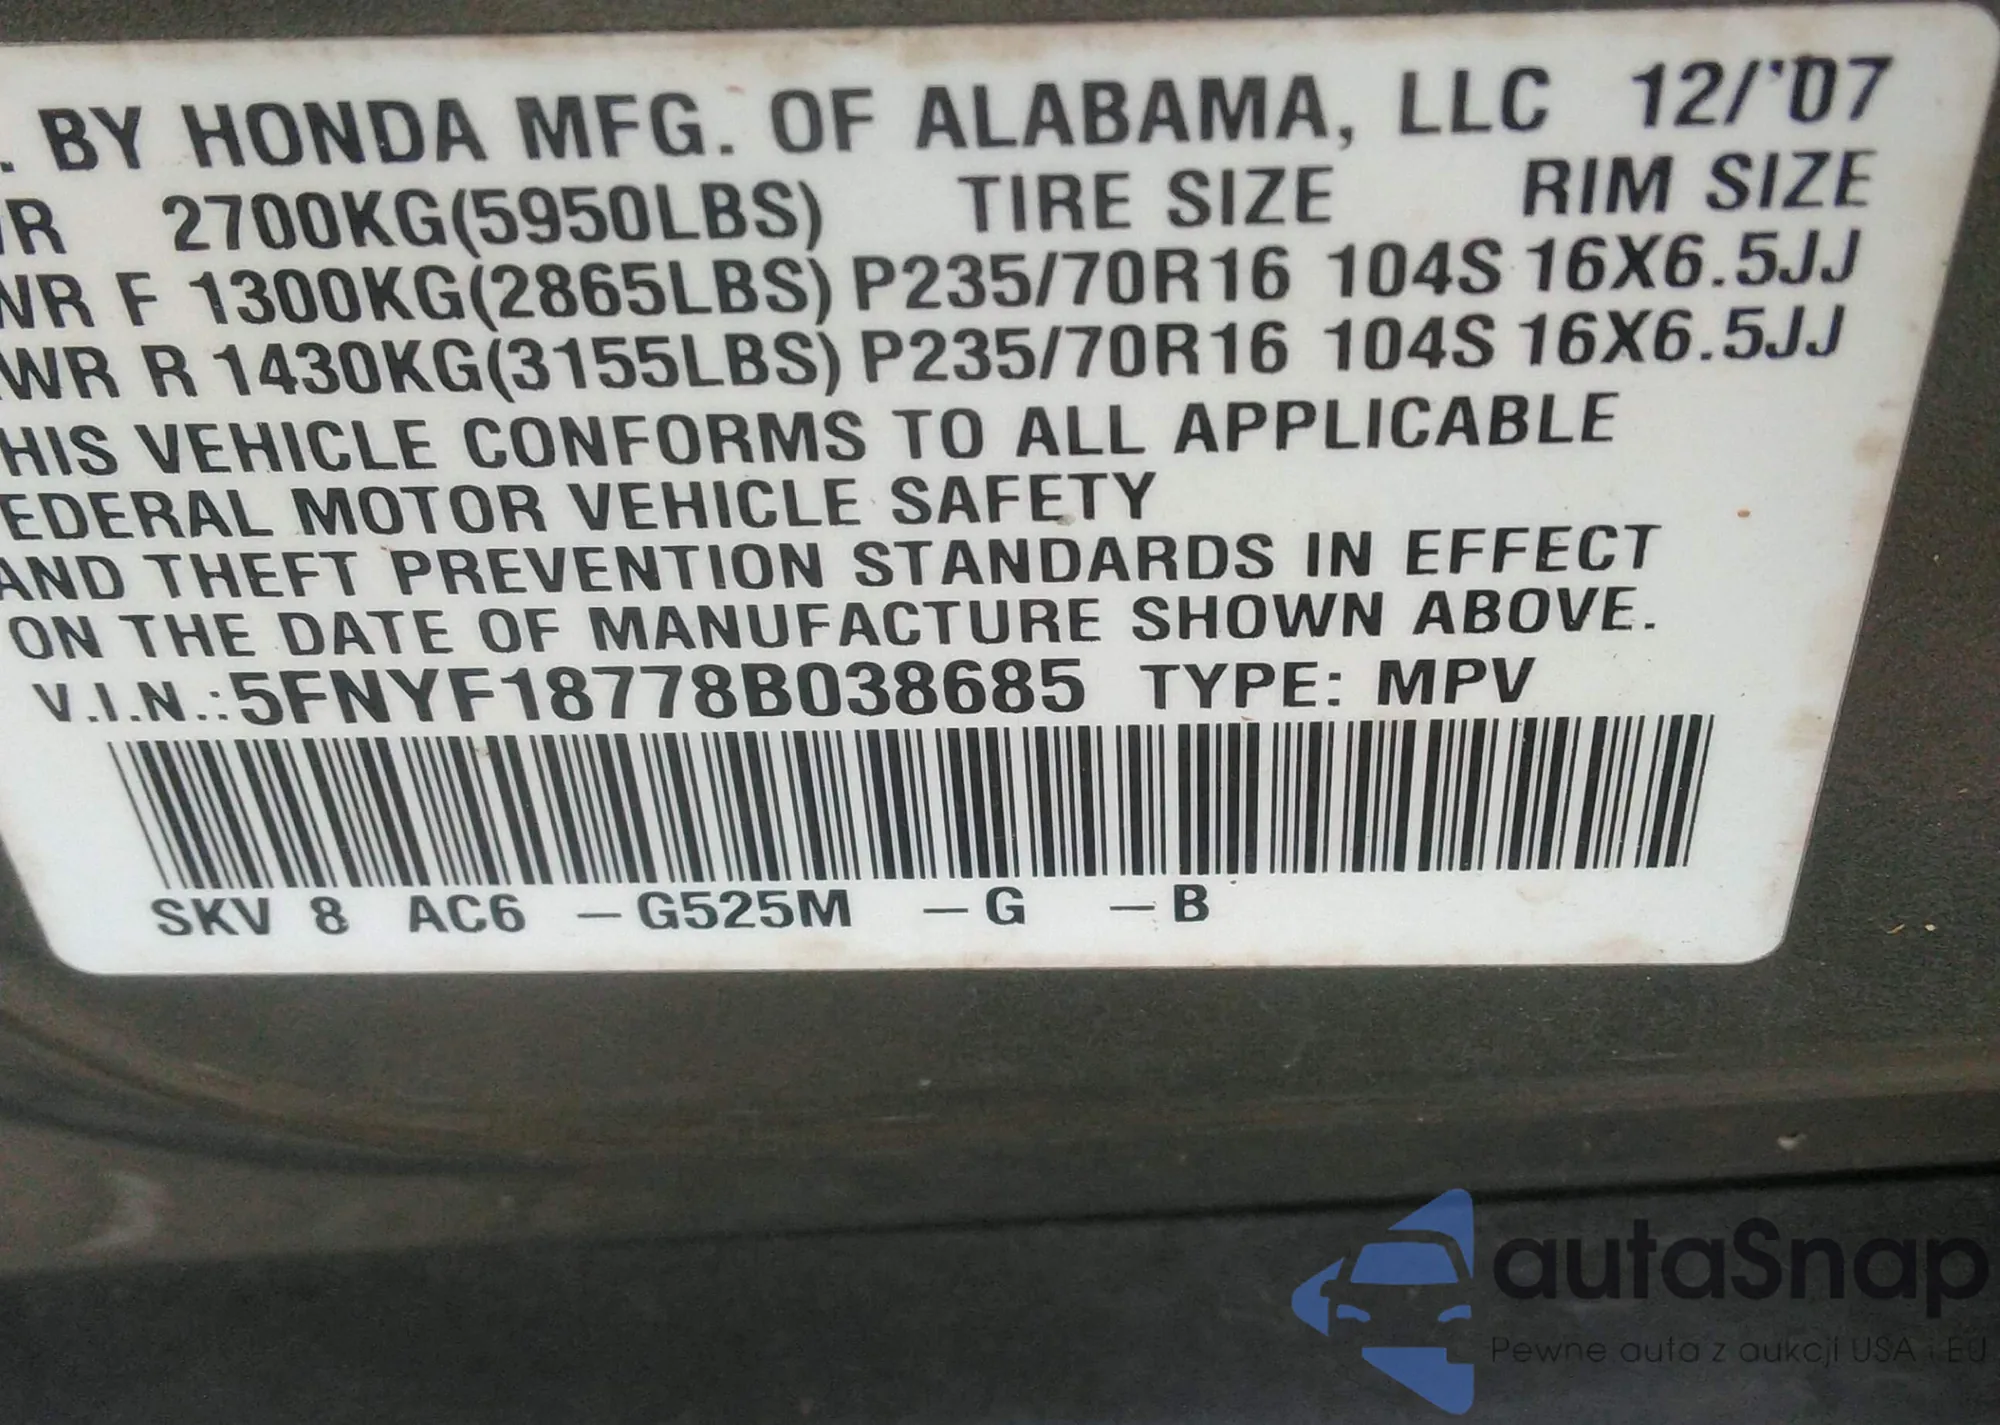 . BY HONDA MFG. OF ALABAMA, LLC 12/'07
WR 2700KG(5950LBS) TIRE SIZE RIM SIZE
WR F 1300KG(2865LBS) P235/70R16 104S 16X6.5JJ
WR R 1430KG(3155LBS) P235/70R16 104S 16X6.5JJ
HIS VEHICLE CONFORMS TO ALL APPLICABLE
EDERAL MOTOR VEHICLE SAFETY
AND THEFT PREVENTION STANDARDS IN EFFECT
ON THE DATE OF MANUFACTURE SHOWN ABOVE.
V.I.N.:5FNYF18778B038685 TYPE: MPV
SKV 8 AC6 –G525M –G –B
autaSnap
Pewne auta z aukcji USA i EU